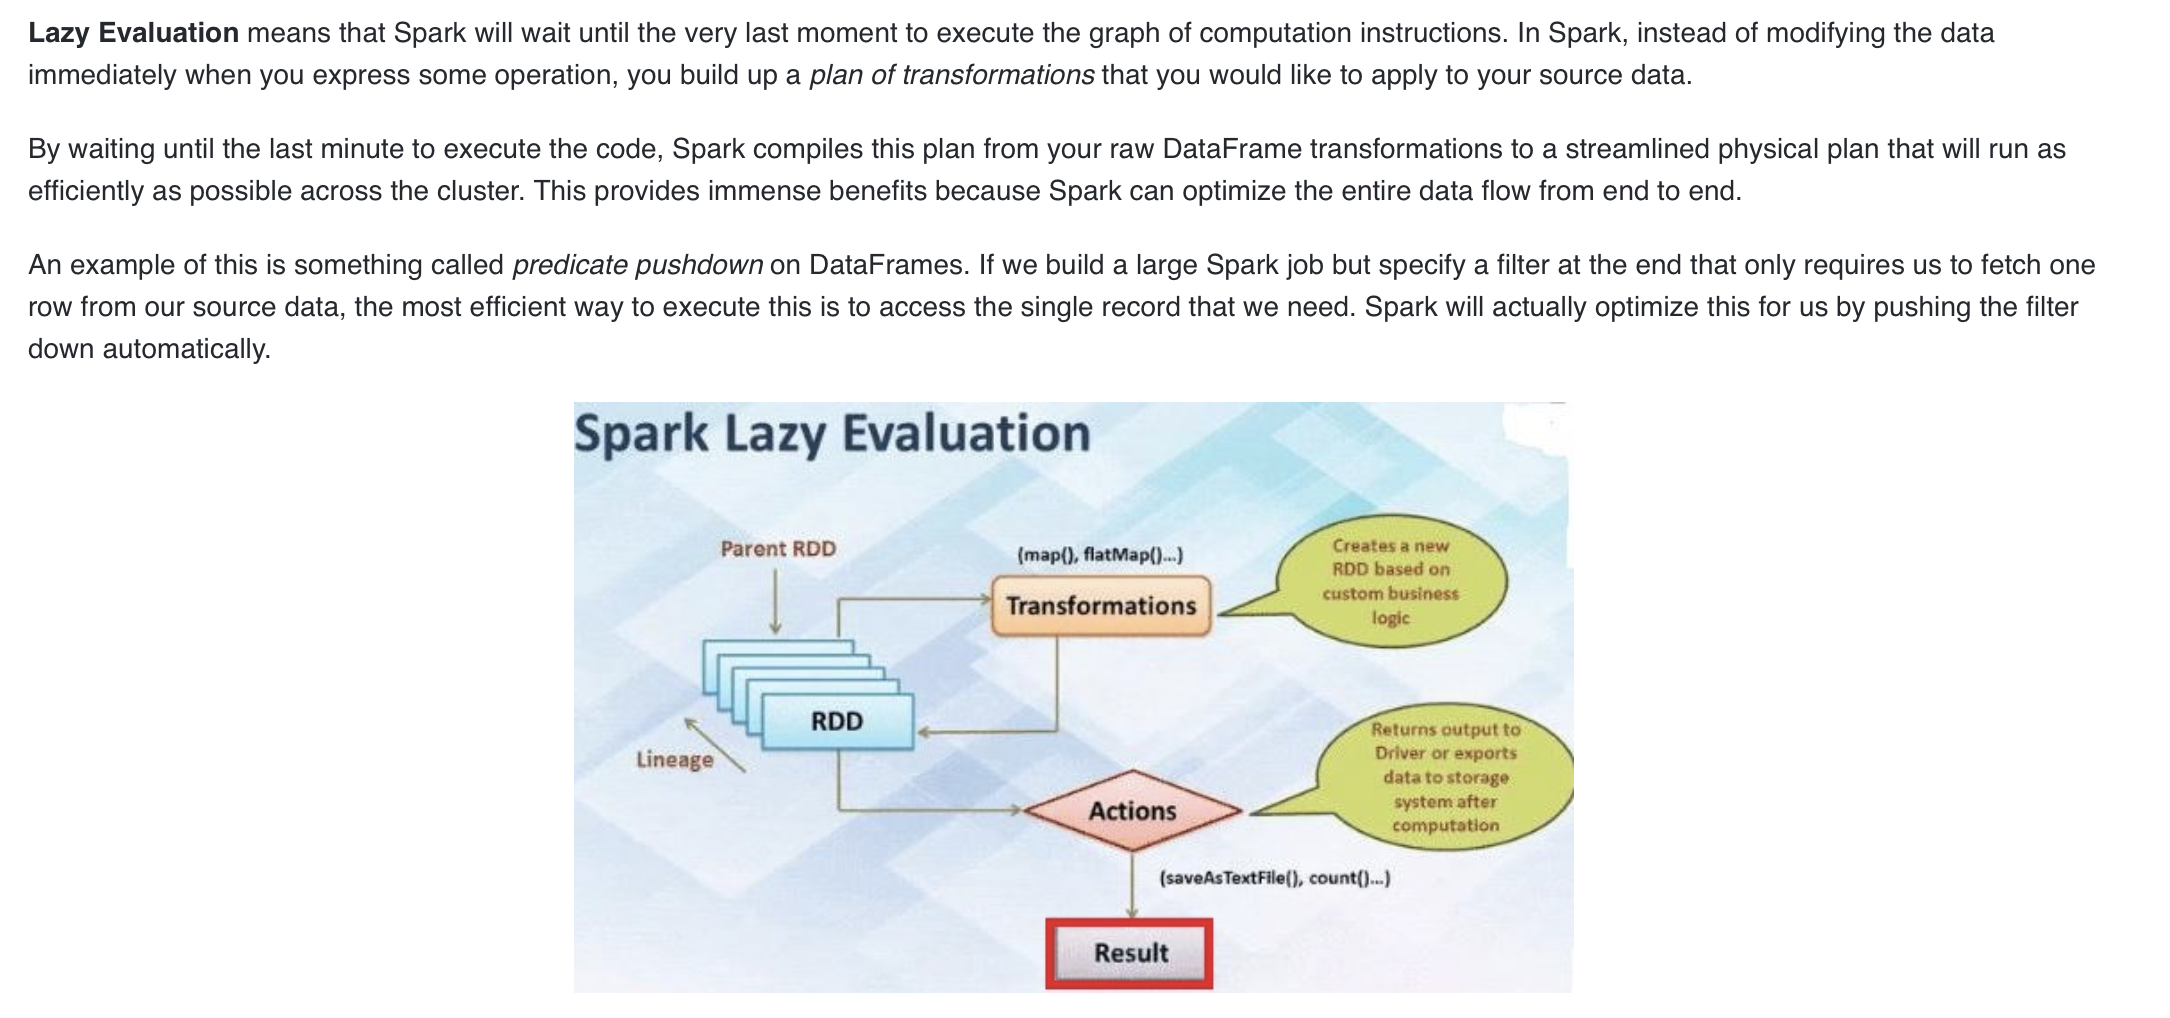 Lazy Evaluation means that Spark will wait until the very last moment to execute the graph of computation instructions. In Spark, instead of modifying the data
immediately when you express some operation, you build up a plan of transformations that you would like to apply to your source data.
By waiting until the last minute to execute the code, Spark compiles this plan from your raw DataFrame transformations to a streamlined physical plan that will run as
efficiently as possible across the cluster. This provides immense benefits because Spark can optimize the entire data flow from end to end.
An example of this is something called predicate pushdown on DataFrames. If we build a large Spark job but specify a filter at the end that only requires us to fetch one
row from our source data, the most efficient way to execute this is to access the single record that we need. Spark will actually optimize this for us by pushing the filter
down automatically.
Spark Lazy Evaluation
Parent RDD
(map(), flatMap()...)
Transformations
Creates a new
RDD based on
custom business
logic
RDD
Lineage
Actions
Returns output to
Driver or exports
data to storage
system after
computation
(saveAsTextFile(), count()...)
Result